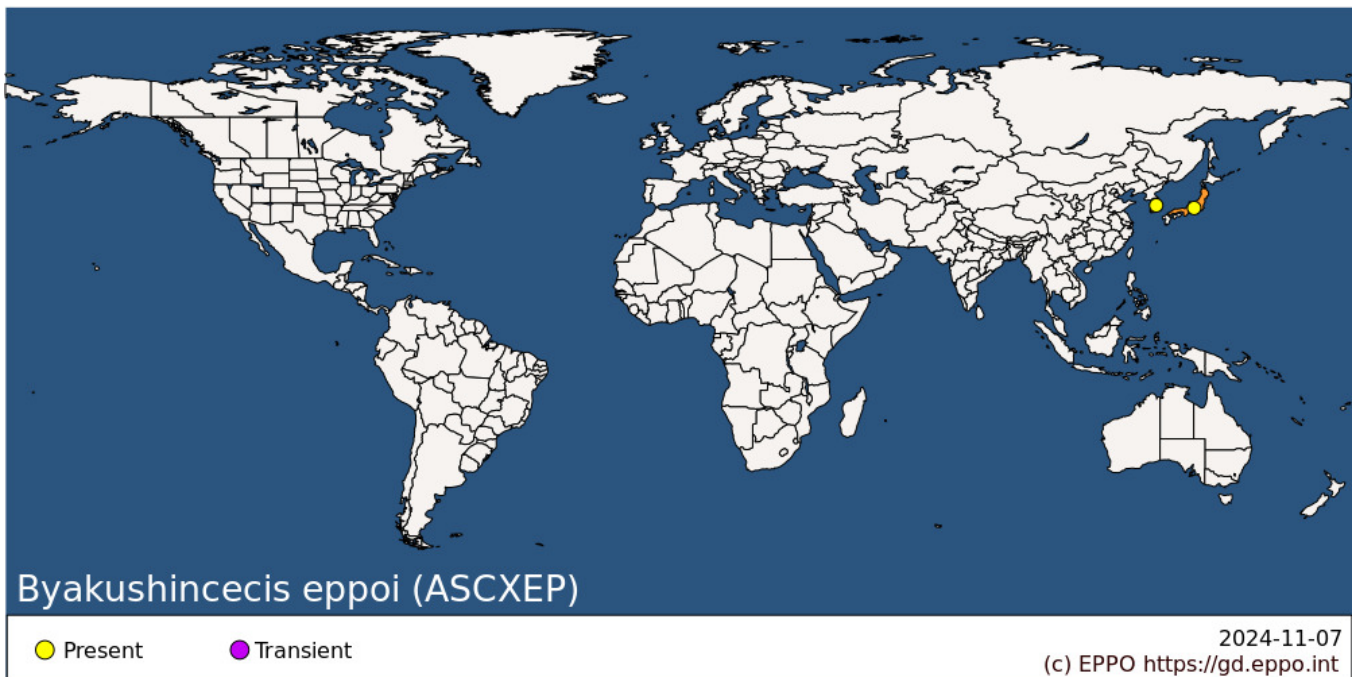 Byakushincecis eppoi (ASCXEP)
Present
Transient
2024-11-07
(c) EPPO https://gd.eppo.int